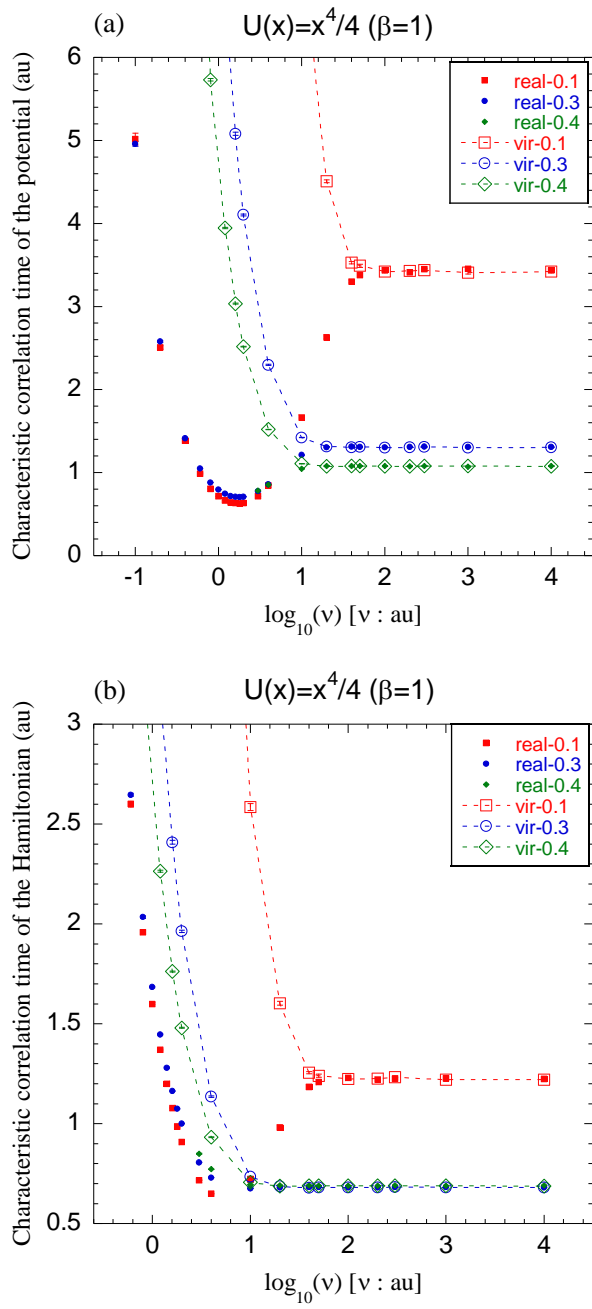 (a)
U(x)=x⁴/4 (β=1)
Characteristic correlation time of the potential (au)
6
5
4
3
2
1
0
real-0.1
real-0.3
real-0.4
vir-0.1
vir-0.3
vir-0.4
-1 0 1 2 3 4
log₁₀(ν) [ν : au]
(b)
U(x)=x⁴/4 (β=1)
Characteristic correlation time of the Hamiltonian (au)
3
2.5
2
1.5
1
0.5
real-0.1
real-0.3
real-0.4
vir-0.1
vir-0.3
vir-0.4
0 1 2 3 4
log₁₀(ν) [ν : au]